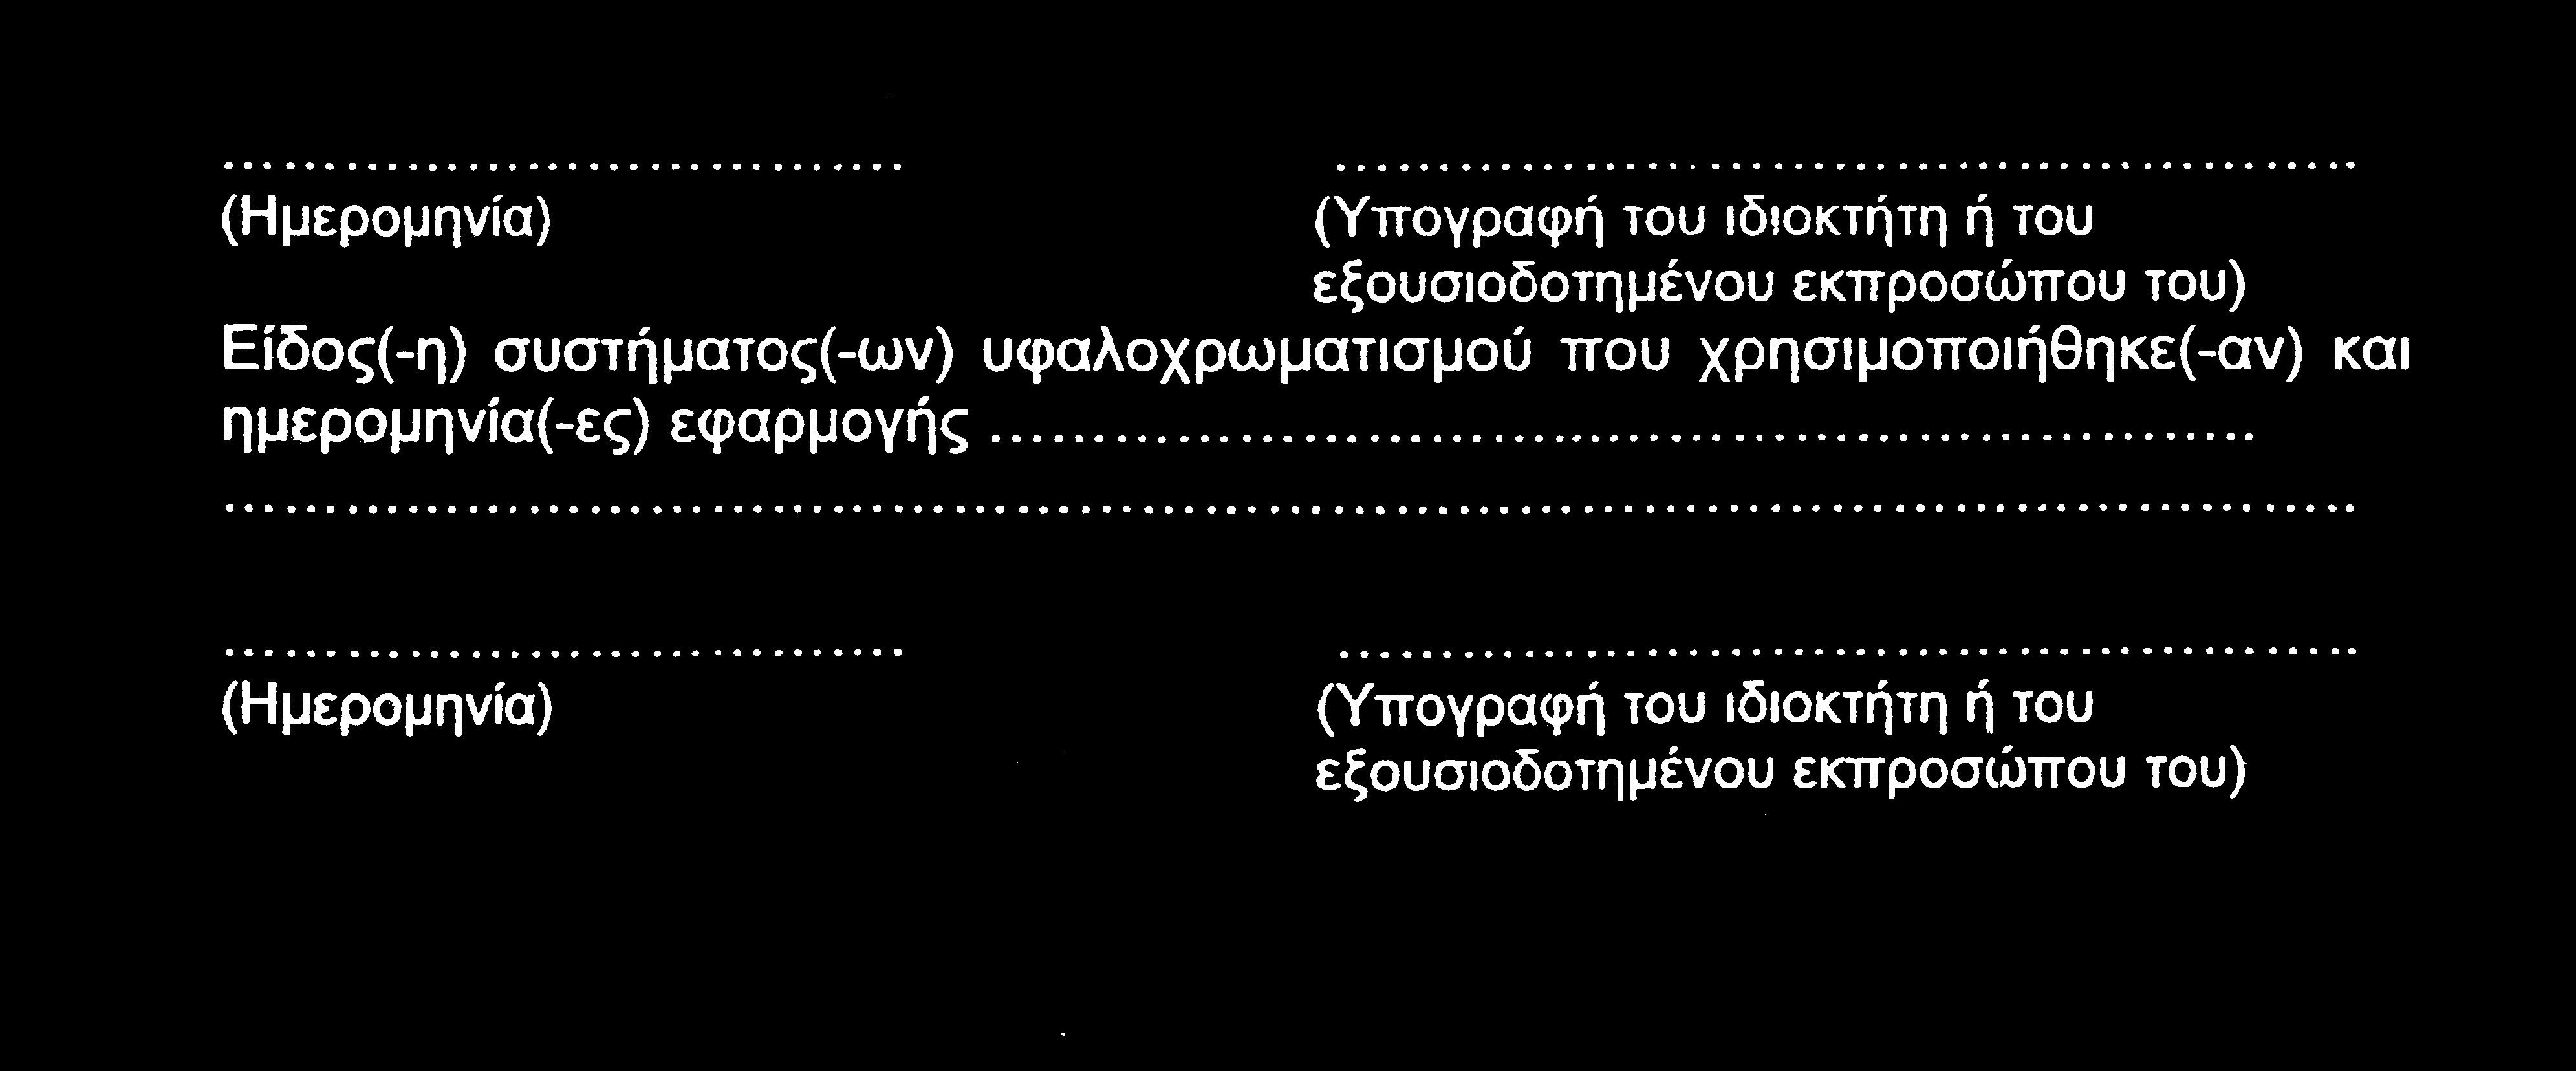 ................................. ..................................................
(Ημερομηνία) (Υπογραφή του ιδιοκτήτη ή του
εξουσιοδοτημένου εκπροσώπου του)
Είδος(-η) συστήματος(-ων) υφαλοχρωματισμού που χρησιμοποιήθηκε(-αν) και
ημερομηνία(-ες) εφαρμογής ..............................................................
........................................................................................................
................................. ..................................................
(Ημερομηνία) (Υπογραφή του ιδιοκτήτη ή του
εξουσιοδοτημένου εκπροσώπου του)